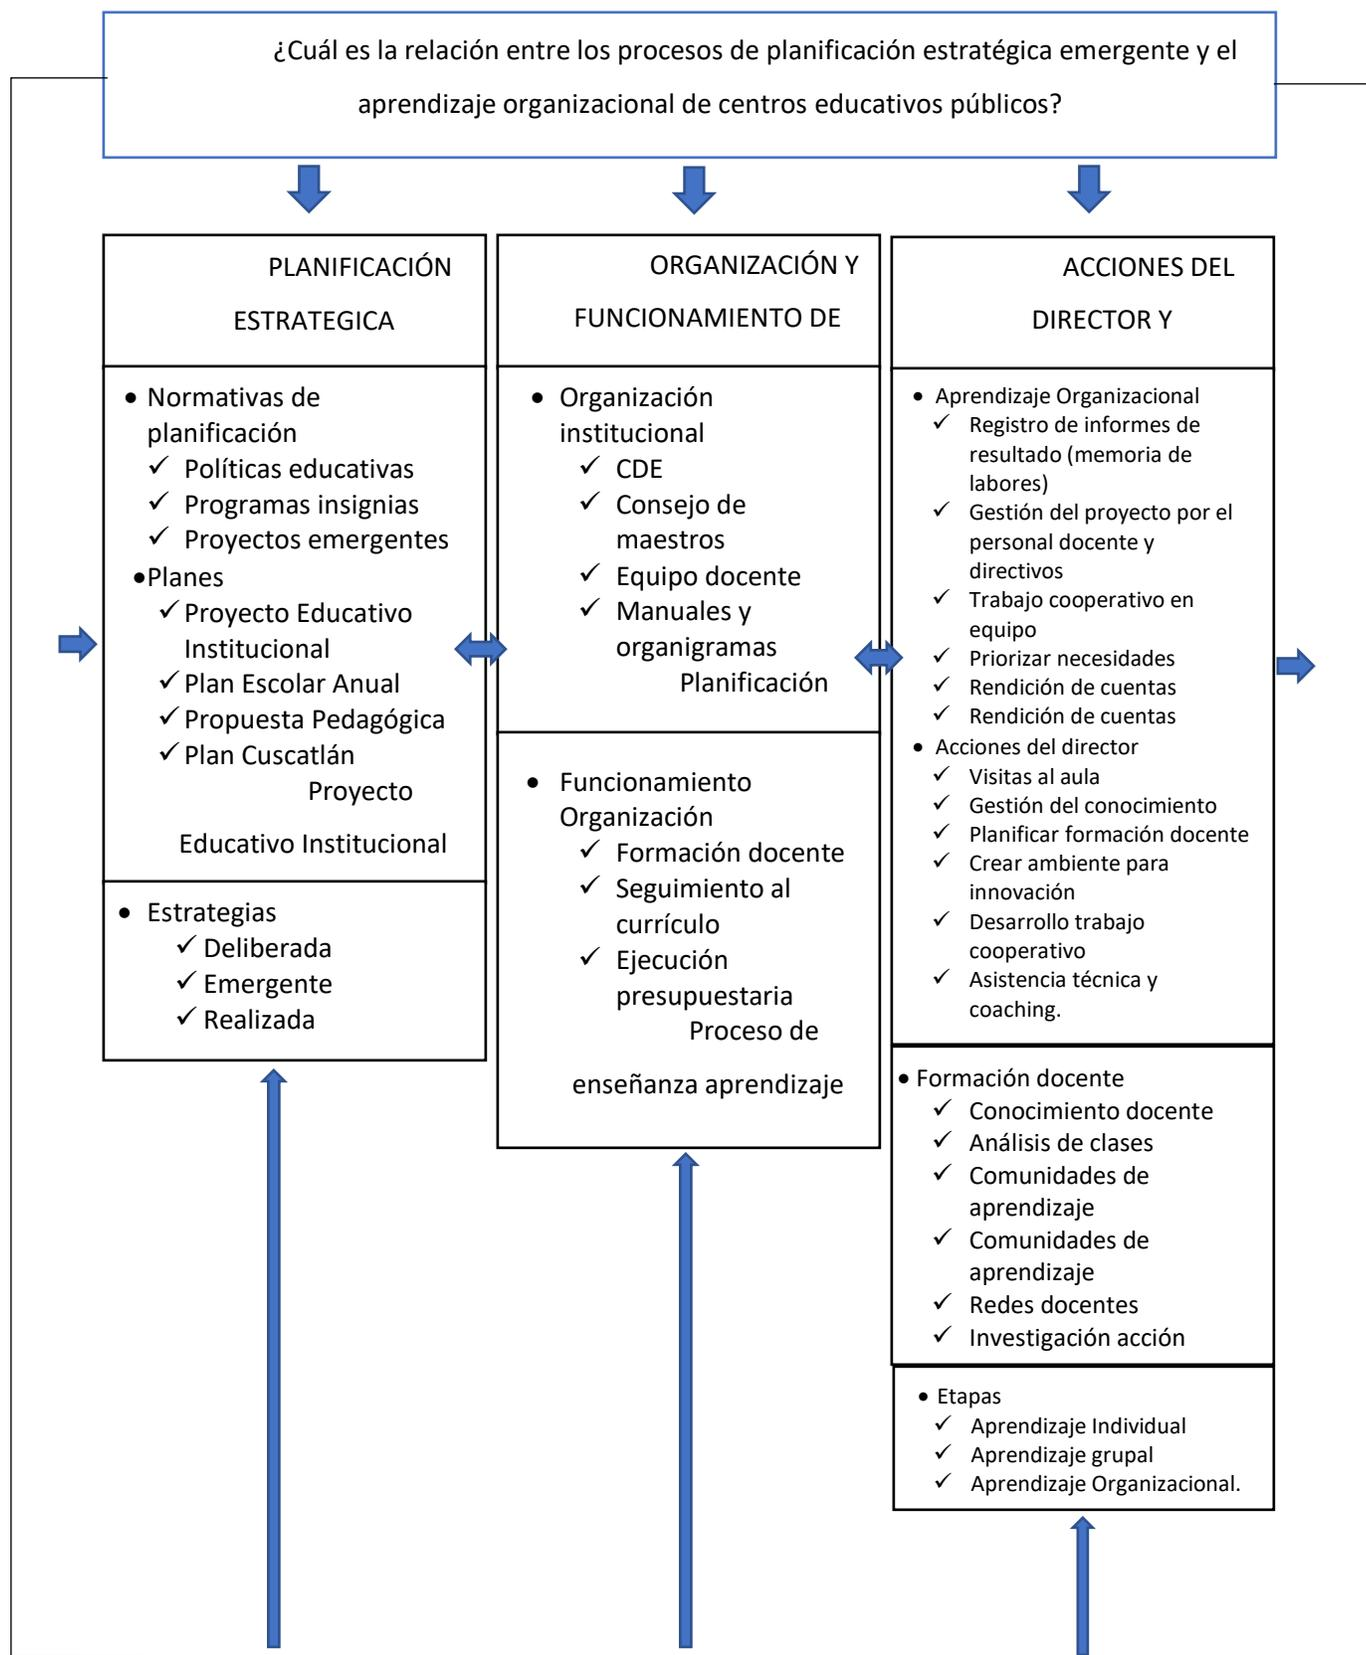 ¿Cuál es la relación entre los procesos de planificación estratégica emergente y el
aprendizaje organizacional de centros educativos públicos?
PLANIFICACIÓN
ESTRATEGICA
• Normativas de
planificación
✓ Políticas educativas
✓ Programas insignias
✓ Proyectos emergentes
•Planes
✓ Proyecto Educativo
Institucional
✓ Plan Escolar Anual
✓ Propuesta Pedagógica
✓ Plan Cuscatlán
Proyecto
Educativo Institucional
• Estrategias
✓ Deliberada
✓ Emergente
✓ Realizada
ORGANIZACIÓN Y
FUNCIONAMIENTO DE
• Organización
institucional
✓ CDE
✓ Consejo de
maestros
✓ Equipo docente
✓ Manuales y
organigramas
Planificación
• Funcionamiento
Organización
✓ Formación docente
✓ Seguimiento al
currículo
✓ Ejecución
presupuestaria
Proceso de
enseñanza aprendizaje
ACCIONES DEL
DIRECTOR Y
• Aprendizaje Organizacional
✓ Registro de informes de
resultado (memoria de
labores)
✓ Gestión del proyecto por el
personal docente y
directivos
✓ Trabajo cooperativo en
equipo
✓ Priorizar necesidades
✓ Rendición de cuentas
✓ Rendición de cuentas
• Acciones del director
✓ Visitas al aula
✓ Gestión del conocimiento
✓ Planificar formación docente
✓ Crear ambiente para
innovación
✓ Desarrollo trabajo
cooperativo
✓ Asistencia técnica y
coaching.
• Formación docente
✓ Conocimiento docente
✓ Análisis de clases
✓ Comunidades de
aprendizaje
✓ Comunidades de
aprendizaje
✓ Redes docentes
✓ Investigación acción
• Etapas
✓ Aprendizaje Individual
✓ Aprendizaje grupal
✓ Aprendizaje Organizacional.